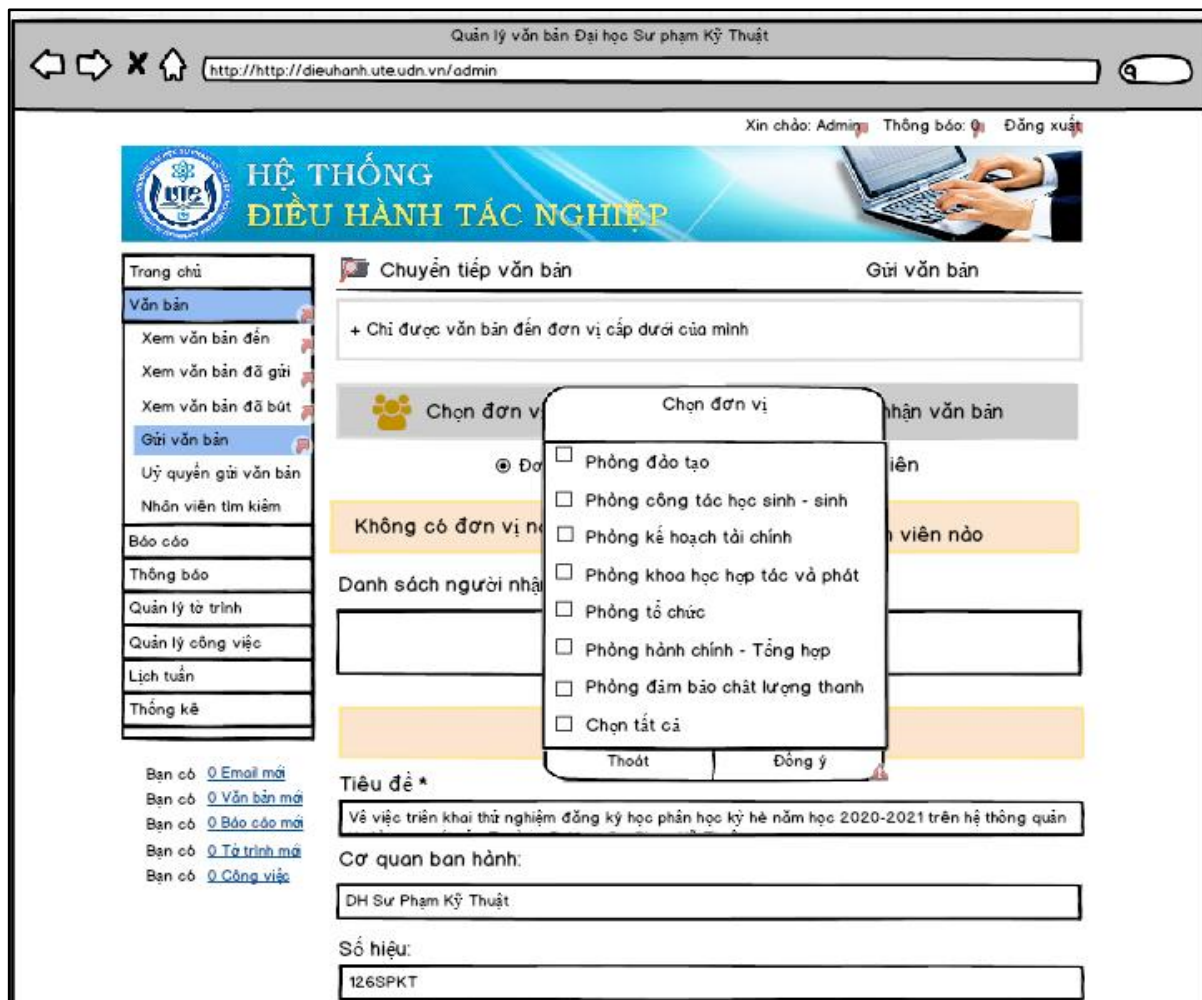 Quản lý văn bản Đại học Sư phạm Kỹ Thuật
http://http://dieuhanh.ute.udn.vn/admin
Xin chào: Admin Thông báo: 0 Đăng xuất
UTE
HỆ THỐNG
ĐIỀU HÀNH TÁC NGHIỆP
Trang chủ
Văn bản
Xem văn bản đến
Xem văn bản đã gửi
Xem văn bản đã bút
Gửi văn bản
Uỷ quyền gửi văn bản
Nhân viên tìm kiếm
Báo cáo
Thông báo
Quản lý tờ trình
Quản lý công việc
Lịch tuần
Thống kê
Bạn có 0 Email mới
Bạn có 0 Văn bản mới
Bạn có 0 Báo cáo mới
Bạn có 0 Tờ trình mới
Bạn có 0 Công việc
Chuyển tiếp văn bản Gửi văn bản
+ Chỉ được văn bản đến đơn vị cấp dưới của mình
Chọn đơn v nhận văn bản
Đơ iên
Không có đơn vị n viên nào
Danh sách người nhậ
Chọn đơn vị
Phòng đào tạo
Phòng công tác học sinh - sinh
Phòng kế hoạch tài chính
Phòng khoa học hợp tác và phát
Phòng tổ chức
Phòng hành chính - Tổng hợp
Phòng đảm bảo chất lượng thanh
Chọn tất cả
Thoát Đồng ý
Tiêu đề *
Về việc triển khai thử nghiệm đăng ký học phần học kỳ hè năm học 2020-2021 trên hệ thống quản
Cơ quan ban hành:
DH Sư Phạm Kỹ Thuật
Số hiệu:
126SPKT